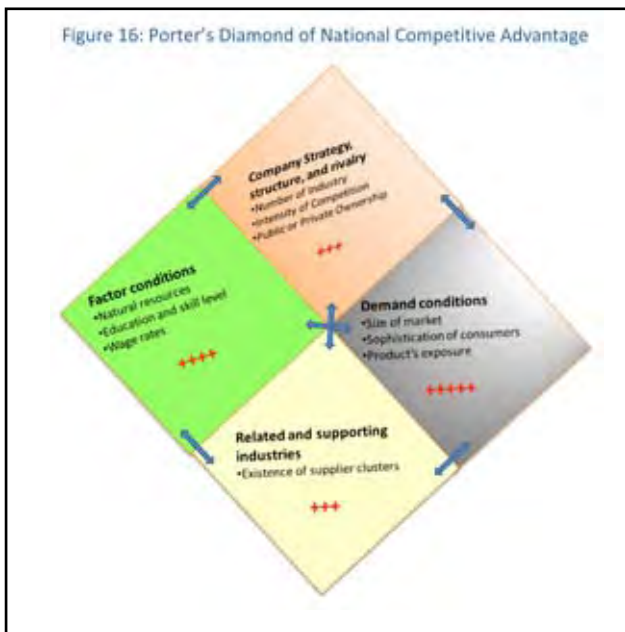 Figure 16: Porter's Diamond of National Competitive Advantage
Company Strategy,
structure, and rivalry
•Number of Industry
•Intensity of Competition
•Public or Private Ownership
+++
Factor conditions
•Natural resources
•Education and skill level
•Wage rates
++++
Demand conditions
•Size of market
•Sophistication of consumers
•Product's exposure
+++++
Related and supporting
industries
•Existence of supplier clusters
+++